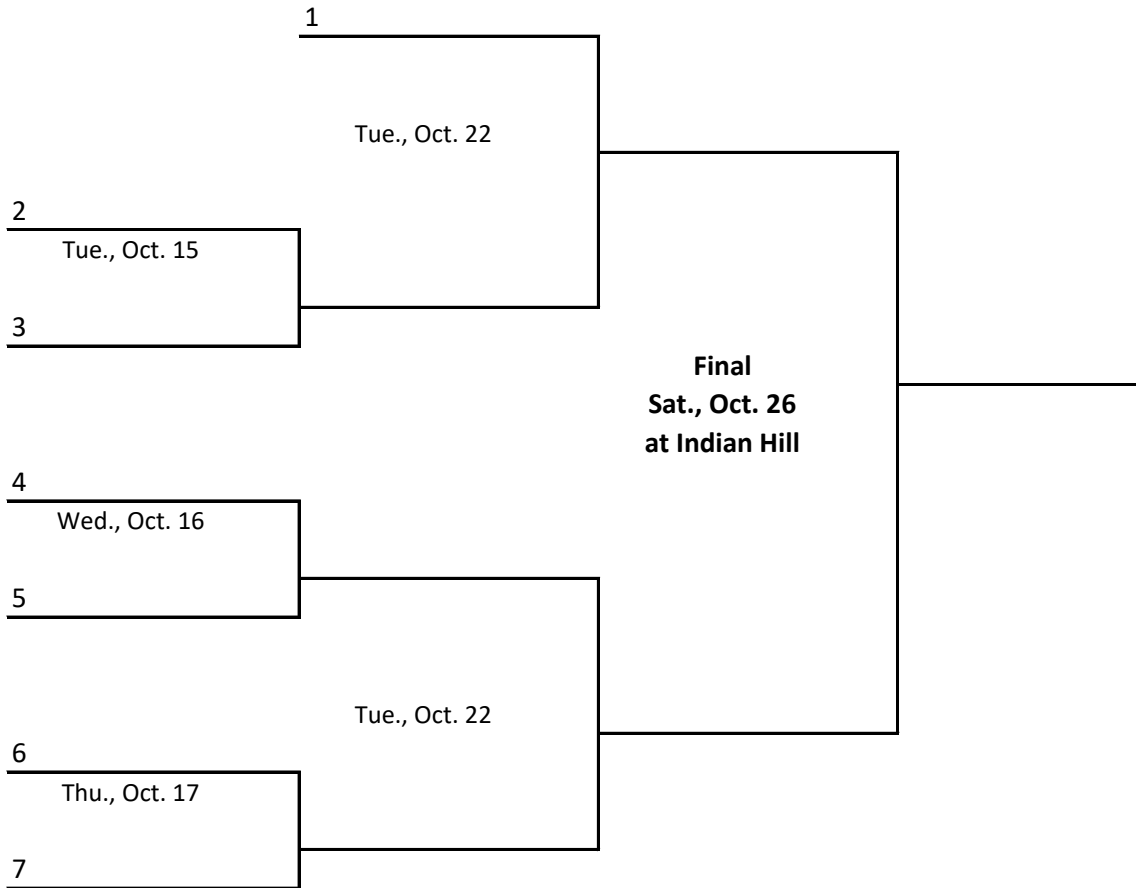 1
Tue., Oct. 22
2
Tue., Oct. 15
3
Final
Sat., Oct. 26
at Indian Hill
4
Wed., Oct. 16
5
Tue., Oct. 22
6
Thu., Oct. 17
7